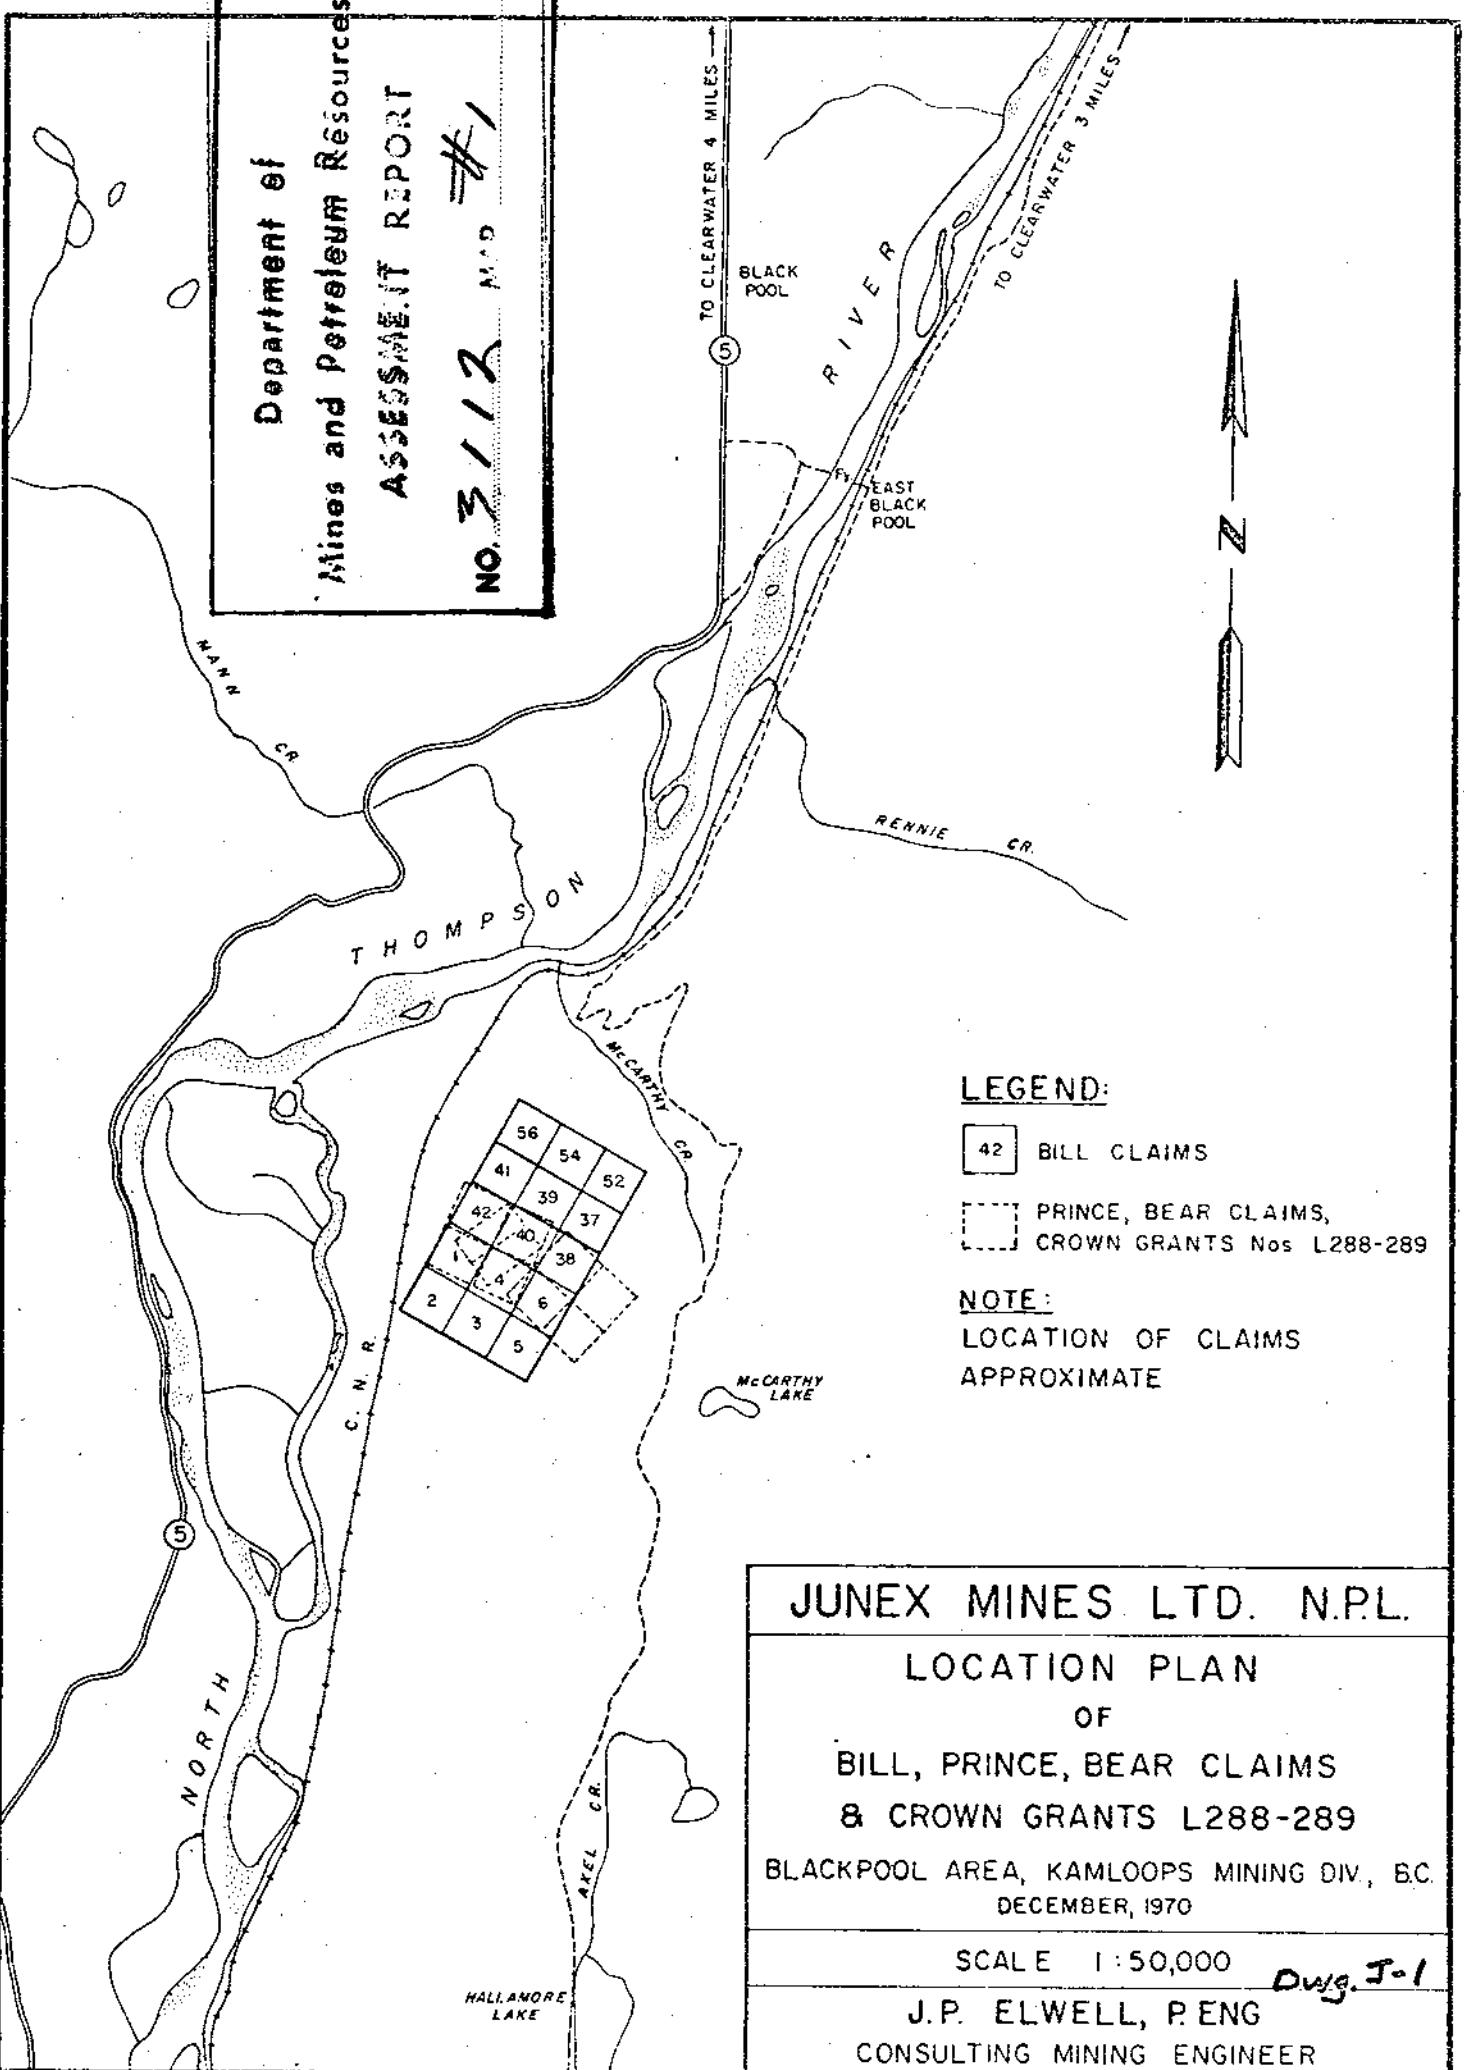 Department of
Mines and Petroleum Resources
ASSESSMENT REPORT
NO. 3112 MAP #1
TO CLEARWATER 4 MILES
TO CLEARWATER 3 MILES
BLACK
POOL
5
RIVER
EAST
BLACK
POOL
N
MANN
CR.
RENNIE CR.
THOMPSON
McCARTHY
CR.
56
54
52
41
39
37
42
40
38
1
4
6
2
3
5
C. N. R.
McCARTHY
LAKE
5
NORTH
AXEL CR.
HALLAMORE
LAKE
LEGEND:
42 BILL CLAIMS
PRINCE, BEAR CLAIMS,
CROWN GRANTS Nos L288-289
NOTE:
LOCATION OF CLAIMS
APPROXIMATE
JUNEX MINES LTD. N.P.L.
LOCATION PLAN
OF
BILL, PRINCE, BEAR CLAIMS
& CROWN GRANTS L288-289
BLACKPOOL AREA, KAMLOOPS MINING DIV., B.C.
DECEMBER, 1970
SCALE 1:50,000
Dwg. J-1
J.P. ELWELL, P. ENG
CONSULTING MINING ENGINEER